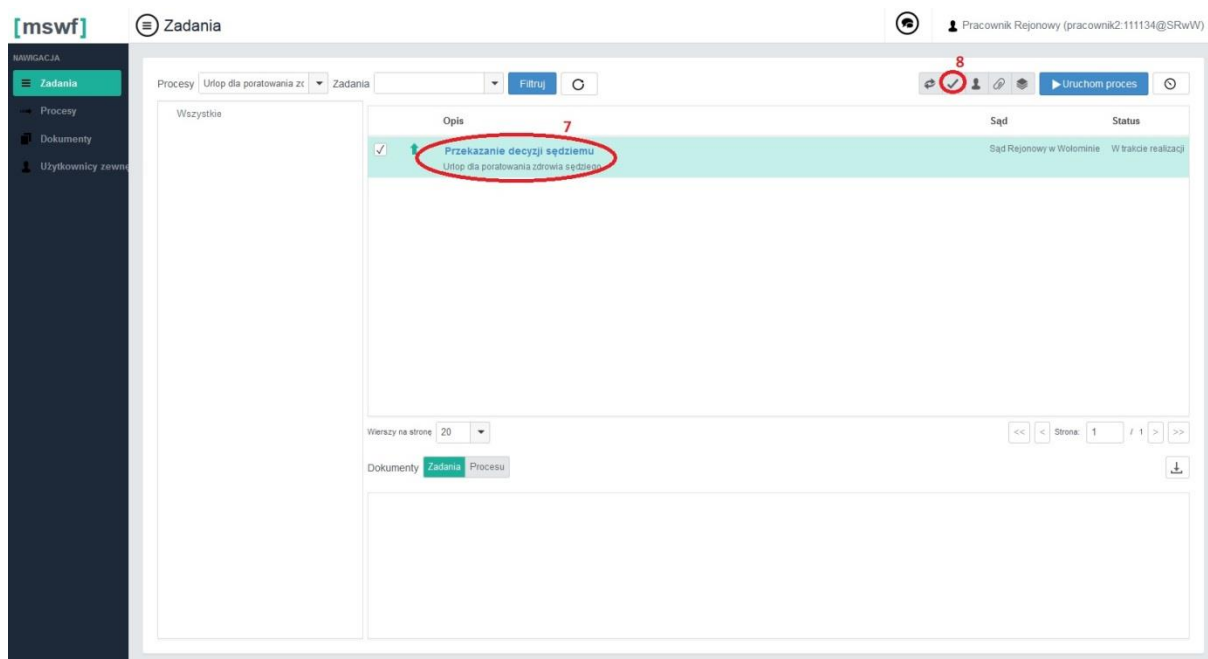 [mswf]
Zadania
Pracownik Rejonowy (pracownik2:111134@SRwW)
NAWIGACJA
Zadania
Procesy
Dokumenty
Użytkownicy zewnę
8
Procesy Urlop dla poratowania zc Zadania Filtruj Uruchom proces
Wszystkie
Opis Sąd Status
7
Przekazanie decyzji sędziemu Sąd Rejonowy w Wołominie W trakcie realizacji
Urlop dla poratowania zdrowia sędziego
Wierszy na stronę 20 << < Strona: 1 / 1 > >>
Dokumenty Zadania Procesu